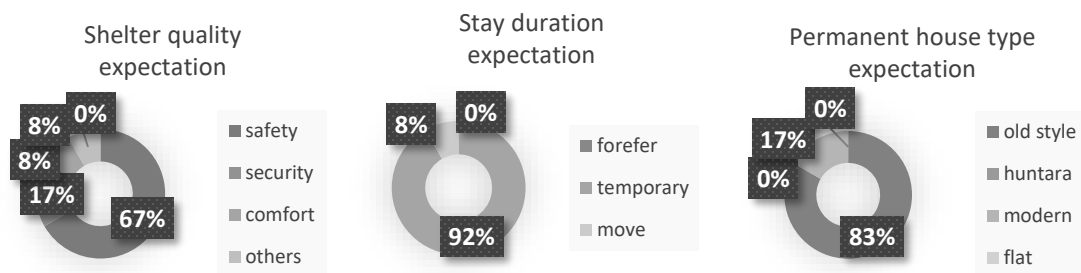 Shelter quality
expectation
0%
8%
8%
17%
67%
safety
security
comfort
others
Stay duration
expectation
0%
8%
92%
forefer
temporary
move
Permanent house type
expectation
0%
17%
0%
83%
old style
huntara
modern
flat